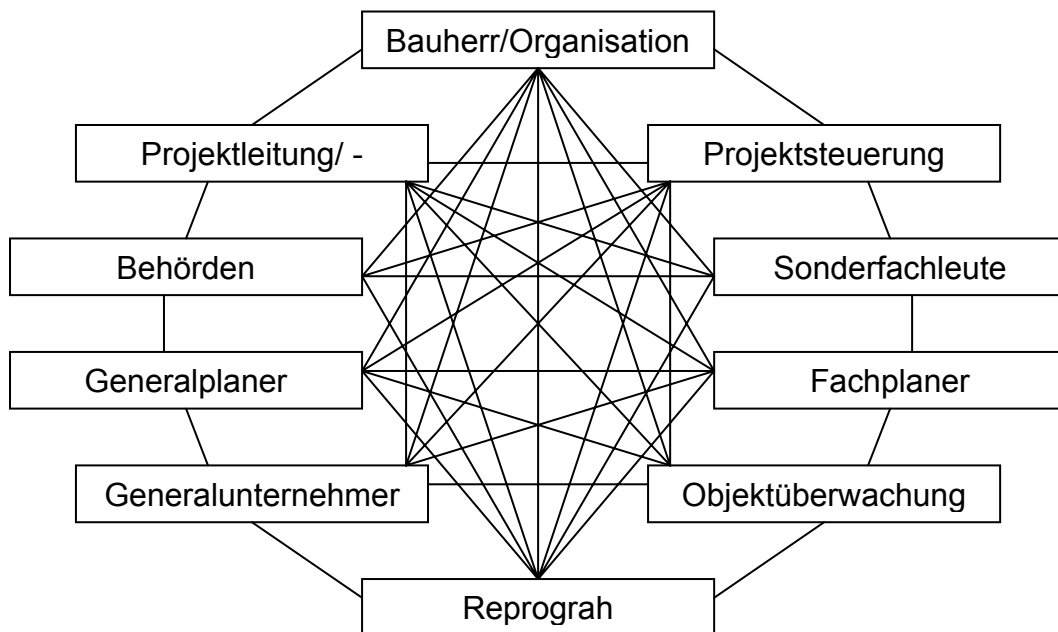 Bauherr/Organisation
Projektleitung/ -
Projektsteuerung
Behörden
Sonderfachleute
Generalplaner
Fachplaner
Generalunternehmer
Objektüberwachung
Reprograh